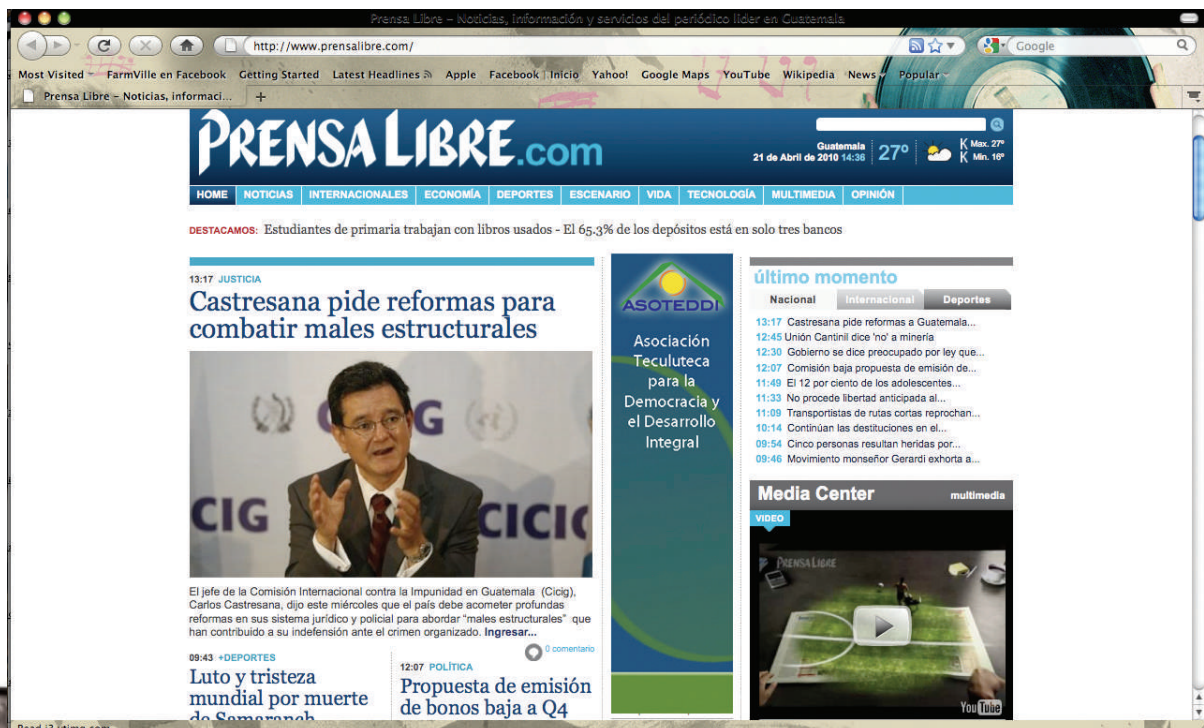 Prensa Libre – Noticias, información y servicios del periódico lider en Guatemala
http://www.prensalibre.com/
Google
Most Visited FarmVille en Facebook Getting Started Latest Headlines Apple Facebook | Inicio Yahoo! Google Maps YouTube Wikipedia News Popular
Prensa Libre – Noticias, informaci... +
PRENSA LIBRE.com
Guatemala
21 de Abril de 2010 14:36
27°
K Max. 27°
K Min. 16°
HOME NOTICIAS INTERNACIONALES ECONOMÍA DEPORTES ESCENARIO VIDA TECNOLOGÍA MULTIMEDIA OPINIÓN
DESTACAMOS: Estudiantes de primaria trabajan con libros usados - El 65.3% de los depósitos está en solo tres bancos
13:17 JUSTICIA
Castresana pide reformas para
combatir males estructurales
CICIG
CIG
CICIG
El jefe de la Comisión Internacional contra la Impunidad en Guatemala (Cicig),
Carlos Castresana, dijo este miércoles que el país debe acometer profundas
reformas en sus sistema jurídico y policial para abordar “males estructurales” que
han contribuido a su indefensión ante el crimen organizado. Ingresar...
0 comentario
09:43 +DEPORTES
Luto y tristeza
mundial por muerte
de Samaranch
12:07 POLÍTICA
Propuesta de emisión
de bonos baja a Q4
ASOTEDDI
Asociación
Teculuteca
para la
Democracia y
el Desarrollo
Integral
último momento
Nacional Internacional Deportes
13:17 Castresana pide reformas a Guatemala...
12:45 Unión Cantinil dice 'no' a minería
12:30 Gobierno se dice preocupado por ley que...
12:07 Comisión baja propuesta de emisión de...
11:49 El 12 por ciento de los adolescentes...
11:33 No procede libertad anticipada al...
11:09 Transportistas de rutas cortas reprochan...
10:14 Continúan las destituciones en el...
09:54 Cinco personas resultan heridas por...
09:46 Movimiento monseñor Gerardi exhorta a...
Media Center multimedia
VIDEO
PRENSA LIBRE
YouTube